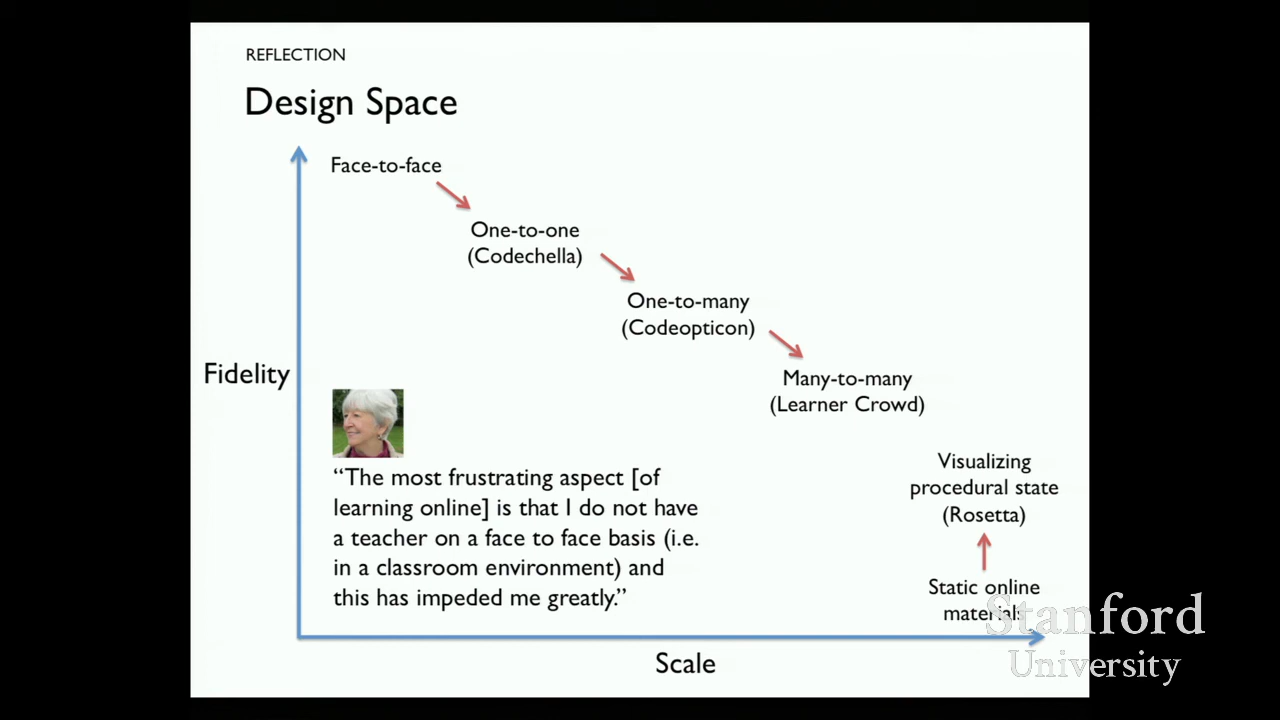 REFLECTION
Design Space
Face-to-face
One-to-one
(Codechella)
One-to-many
(Codeopticon)
Fidelity
Many-to-many
(Learner Crowd)
“The most frustrating aspect [of
learning online] is that I do not have
a teacher on a face to face basis (i.e.
in a classroom environment) and
this has impeded me greatly.”
Visualizing
procedural state
(Rosetta)
Static online
materials
Scale
Stanford
University